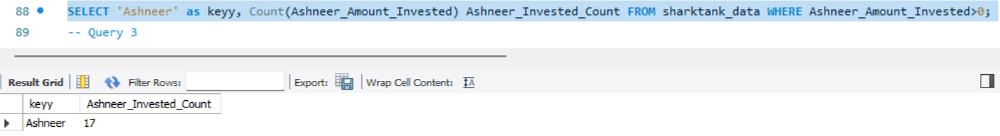 88 SELECT 'Ashneer' as keyy, Count(Ashneer_Amount_Invested) Ashneer_Invested_Count FROM sharktank_data WHERE Ashneer_Amount_Invested>0;
89 -- Query 3
Result Grid Filter Rows: Export: Wrap Cell Content:
keyy Ashneer_Invested_Count
Ashneer 17